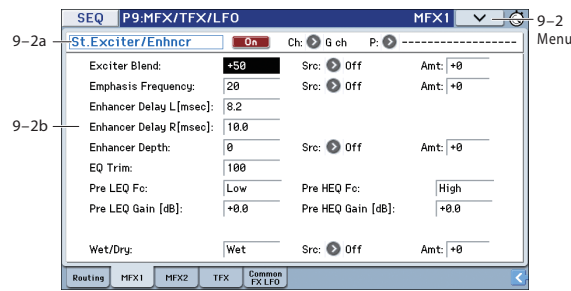 SEQ P9:MFX/TFX/LFO MFX1
9–2
Menu
9–2a
St.Exciter/Enhncr On Ch: G ch P: ----------------
9–2b
Exciter Blend: +50 Src: Off Amt: +0
Emphasis Frequency: 20 Src: Off Amt: +0
Enhancer Delay L[msec]: 8.2
Enhancer Delay R[msec]: 10.0
Enhancer Depth: 0 Src: Off Amt: +0
EQ Trim: 100
Pre LEQ Fc: Low Pre HEQ Fc: High
Pre LEQ Gain [dB]: +0.0 Pre HEQ Gain [dB]: +0.0
Wet/Dry: Wet Src: Off Amt: +0
Routing MFX1 MFX2 TFX Common FX LFO